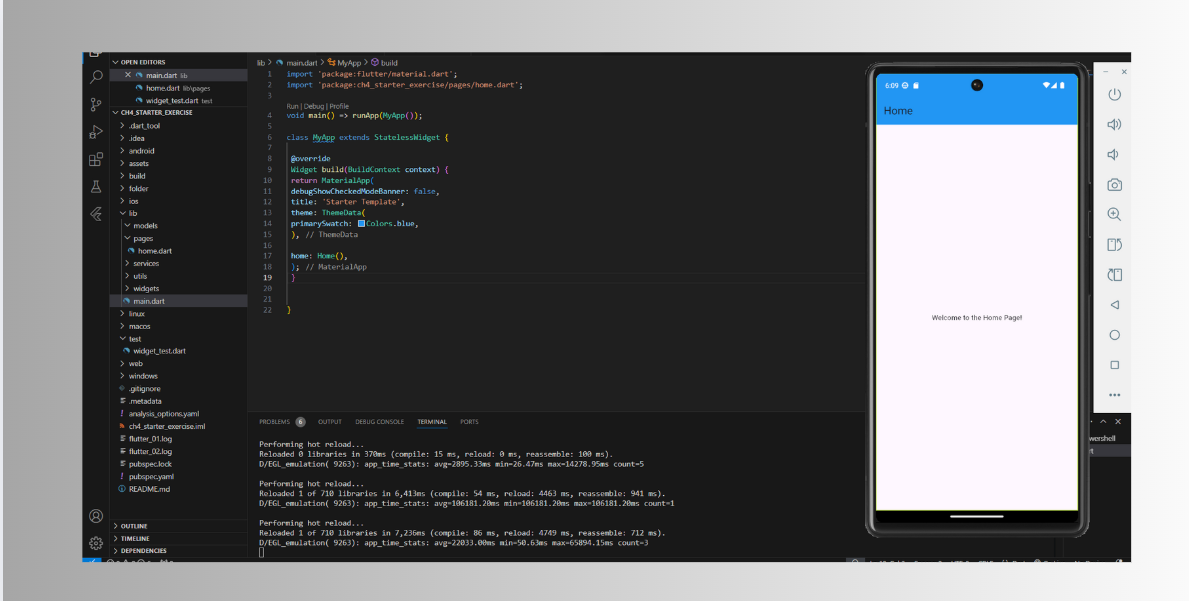 OPEN EDITORS
main.dart lib
home.dart lib\pages
widget_test.dart test
CH4_STARTER_EXERCISE
.dart_tool
.idea
android
assets
build
folder
ios
lib
models
pages
home.dart
services
utils
widgets
main.dart
linux
macos
test
widget_test.dart
web
windows
.gitignore
.metadata
analysis_options.yaml
ch4_starter_exercise.iml
flutter_01.log
flutter_02.log
pubspec.lock
pubspec.yaml
README.md
OUTLINE
TIMELINE
DEPENDENCIES
lib > main.dart > MyApp > build
1 import 'package:flutter/material.dart';
2 import 'package:ch4_starter_exercise/pages/home.dart';
3
Run | Debug | Profile
4 void main() => runApp(MyApp());
5
6 class MyApp extends StatelessWidget {
7
8 @override
9 Widget build(BuildContext context) {
10 return MaterialApp(
11 debugShowCheckedModeBanner: false,
12 title: 'Starter Template',
13 theme: ThemeData(
14 primarySwatch: Colors.blue,
15 ), // ThemeData
16
17 home: Home(),
18 ); // MaterialApp
19 }
20
21
22 }
PROBLEMS 6 OUTPUT DEBUG CONSOLE TERMINAL PORTS
Performing hot reload...
Reloaded 0 libraries in 370ms (compile: 15 ms, reload: 0 ms, reassemble: 100 ms).
D/EGL_emulation( 9263): app_time_stats: avg=2895.33ms min=26.47ms max=14278.95ms count=5
Performing hot reload...
Reloaded 1 of 710 libraries in 6,413ms (compile: 54 ms, reload: 4463 ms, reassemble: 941 ms).
D/EGL_emulation( 9263): app_time_stats: avg=106181.20ms min=106181.20ms max=106181.20ms count=1
Performing hot reload...
Reloaded 1 of 710 libraries in 7,236ms (compile: 86 ms, reload: 4749 ms, reassemble: 712 ms).
D/EGL_emulation( 9263): app_time_stats: avg=22033.00ms min=50.63ms max=65894.15ms count=3
6:09
Home
Welcome to the Home Page!
wershell